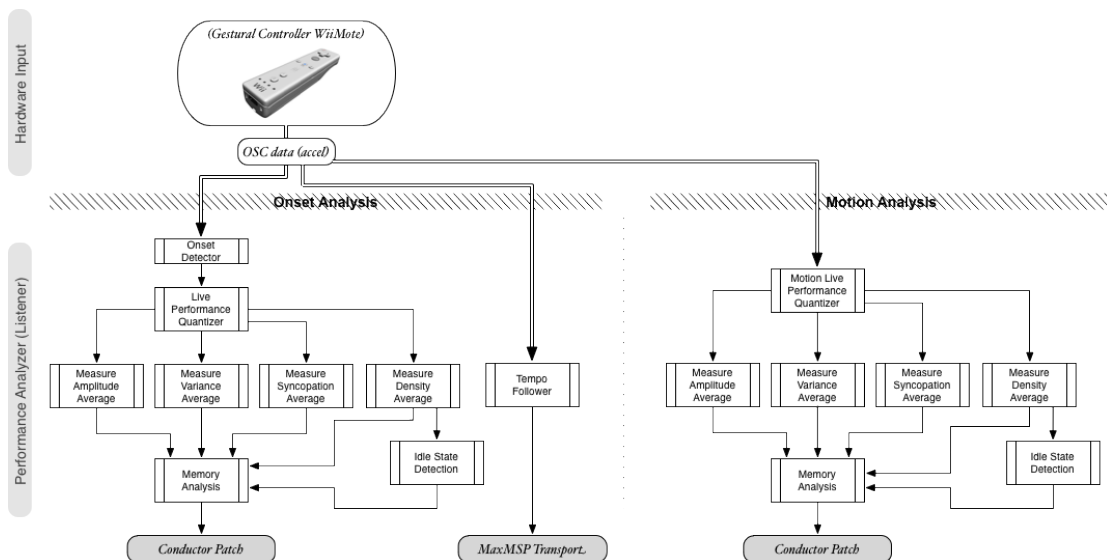 Hardware Input
(Gestural Controller WiiMote)
Wii
OSC data (accel)
Onset Analysis
Motion Analysis
Performance Analyzer (Listener)
Onset
Detector
Live
Performance
Quantizer
Measure
Amplitude
Average
Measure
Variance
Average
Measure
Syncopation
Average
Measure
Density
Average
Tempo
Follower
Idle State
Detection
Memory
Analysis
Conductor Patch
MaxMSP Transport
Motion Live
Performance
Quantizer
Measure
Amplitude
Average
Measure
Variance
Average
Measure
Syncopation
Average
Measure
Density
Average
Idle State
Detection
Memory
Analysis
Conductor Patch